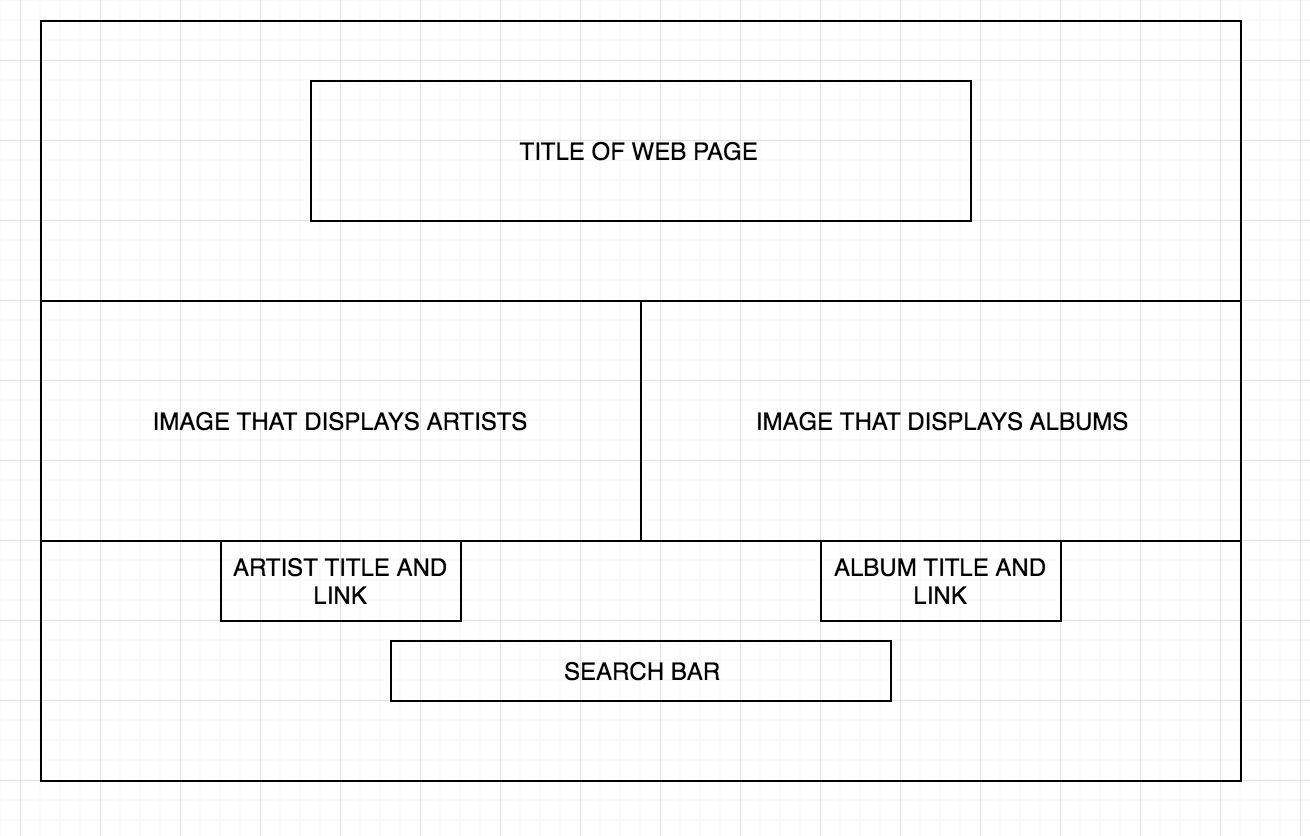 TITLE OF WEB PAGE
IMAGE THAT DISPLAYS ARTISTS
IMAGE THAT DISPLAYS ALBUMS
ARTIST TITLE AND
LINK
ALBUM TITLE AND
LINK
SEARCH BAR